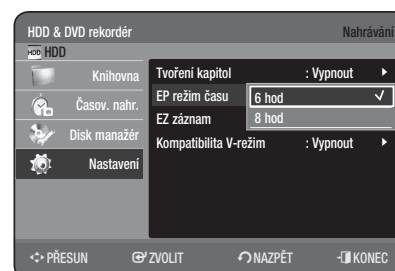 HDD & DVD rekordér Nahrávání
HDD HDD
Knihovna
Časov. nahr.
Disk manažér
Nastavení
Tvoření kapitol : Vypnout
EP režim času 6 hod
8 hod
EZ záznam
Kompatibilita V-režim : Vypnout
PŘESUN ZVOLIT NAZPĚT KONEC